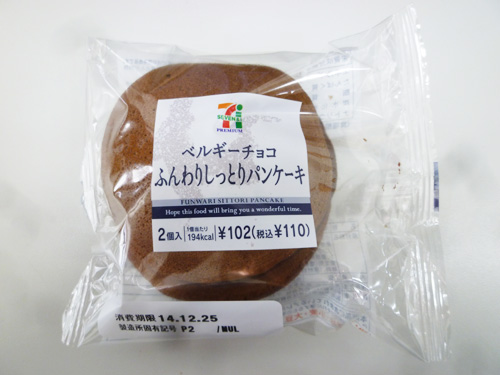 7i
SEVEN&i
PREMIUM
ベルギーチョコ
ふんわりしっとりパンケーキ
FUNWARI SITTORI PANCAKE
Hope this food will bring you a wonderful time.
2個入 1個当たり 194kcal ¥102(税込¥110)
消費期限 14.12.25
製造所固有記号 P2 /MUL